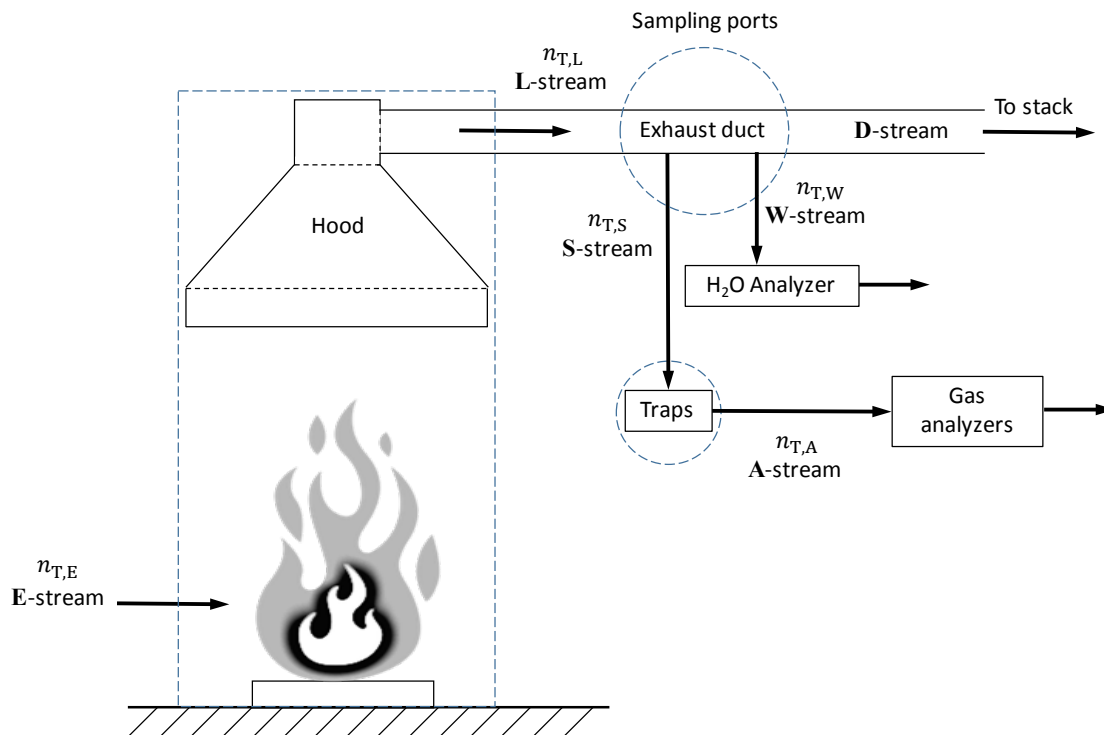 Sampling ports
n_T,L
L-stream
To stack
Exhaust duct
D-stream
n_T,W
W-stream
n_T,S
S-stream
Hood
H₂O Analyzer
Traps
Gas
analyzers
n_T,A
A-stream
n_T,E
E-stream